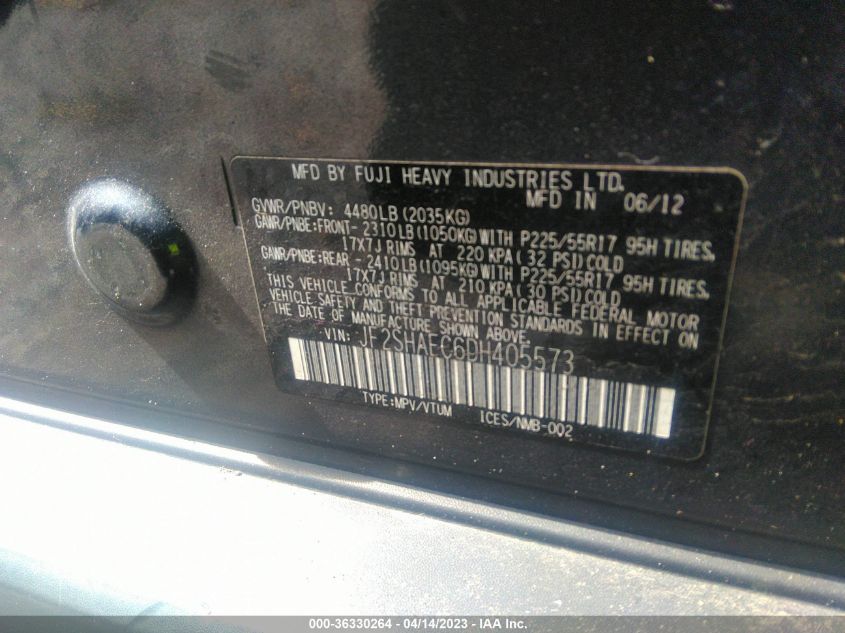 MFD BY FUJI HEAVY INDUSTRIES LTD.
MFD IN 06/12
GVWR/PNBV: 4480LB (2035KG)
GAWR/PNBE:FRONT- 2310LB (1050KG) WITH P225/55R17 95H TIRES,
17X7J RIMS AT 220 KPA ( 32 PSI) COLD
GAWR/PNBE:REAR - 2410LB (1095KG) WITH P225/55R17 95H TIRES,
17X7J RIMS AT 210 KPA (30 PSI) COLD
THIS VEHICLE CONFORMS TO ALL APPLICABLE FEDERAL MOTOR
VEHICLE SAFETY AND THEFT PREVENTION STANDARDS IN EFFECT ON
THE DATE OF MANUFACTURE SHOWN ABOVE.
VIN: JF2SHAEC6DH405573
TYPE:MPV/VTUM ICES/NMB-002
000-36330264 - 04/14/2023 - IAAI.com